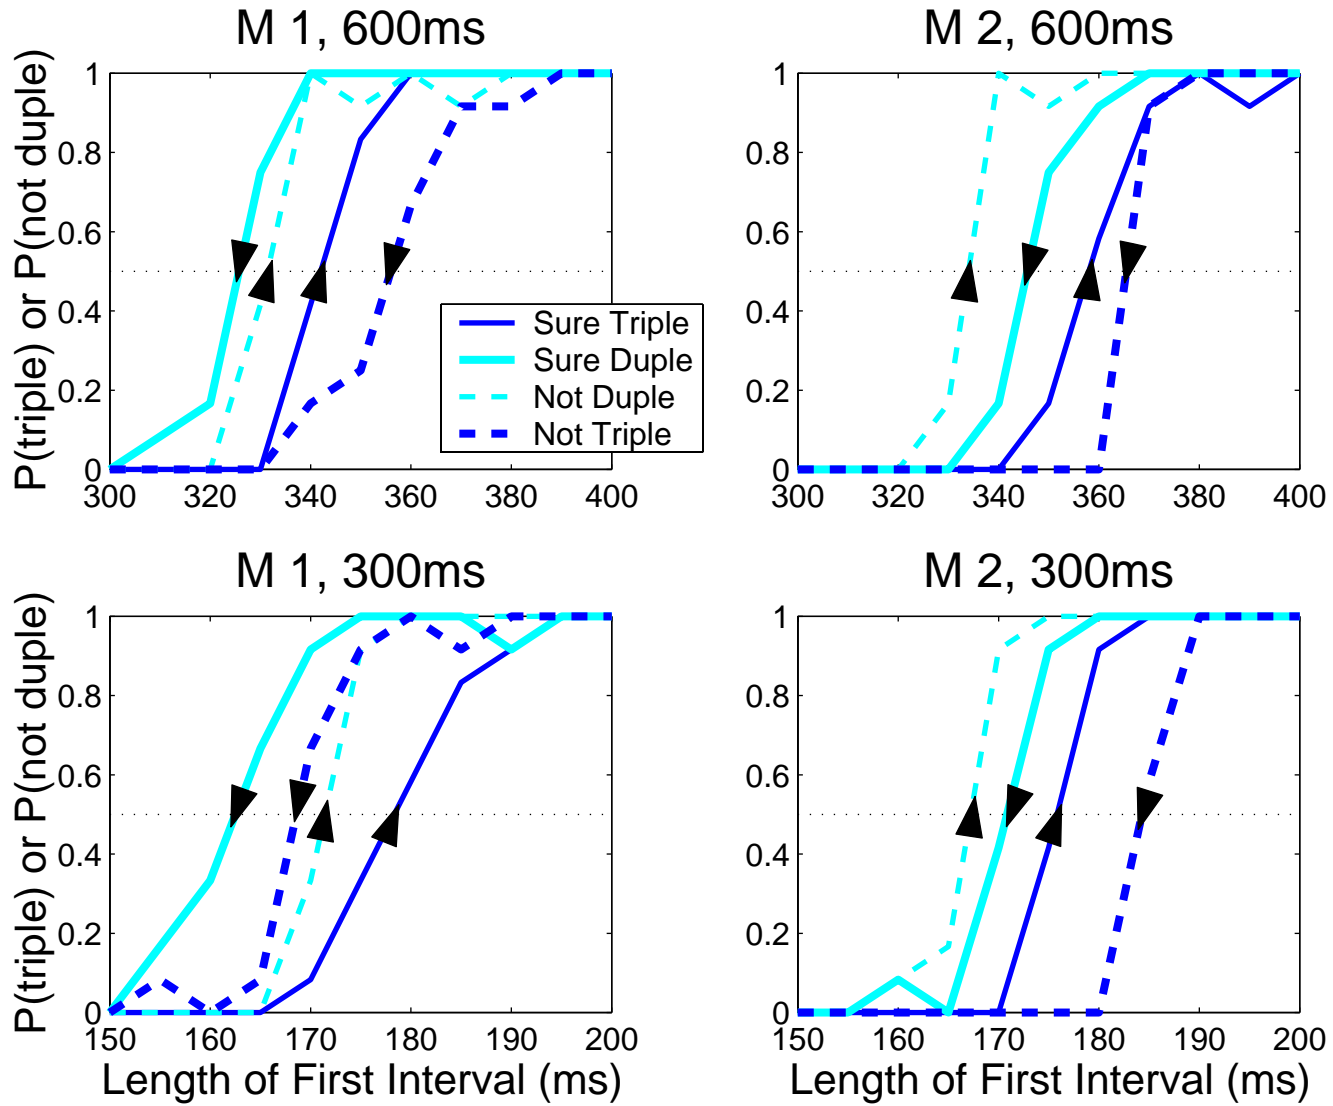 M 1, 600ms
M 2, 600ms
P(triple) or P(not duple)
1
0.8
0.6
0.4
0.2
0
300 320 340 360 380 400
1
0.8
0.6
0.4
0.2
0
300 320 340 360 380 400
Sure Triple
Sure Duple
Not Duple
Not Triple
M 1, 300ms
M 2, 300ms
P(triple) or P(not duple)
1
0.8
0.6
0.4
0.2
0
150 160 170 180 190 200
1
0.8
0.6
0.4
0.2
0
150 160 170 180 190 200
Length of First Interval (ms)
Length of First Interval (ms)